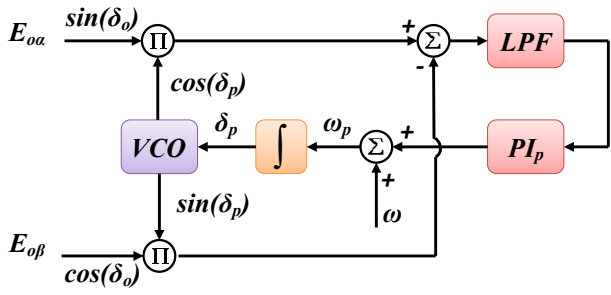 E_oα sin(δ_o) Π + Σ LPF
-
cos(δ_p)
VCO δ_p ∫ ω_p Σ + PI_p
+
ω
sin(δ_p)
E_oβ cos(δ_o) Π